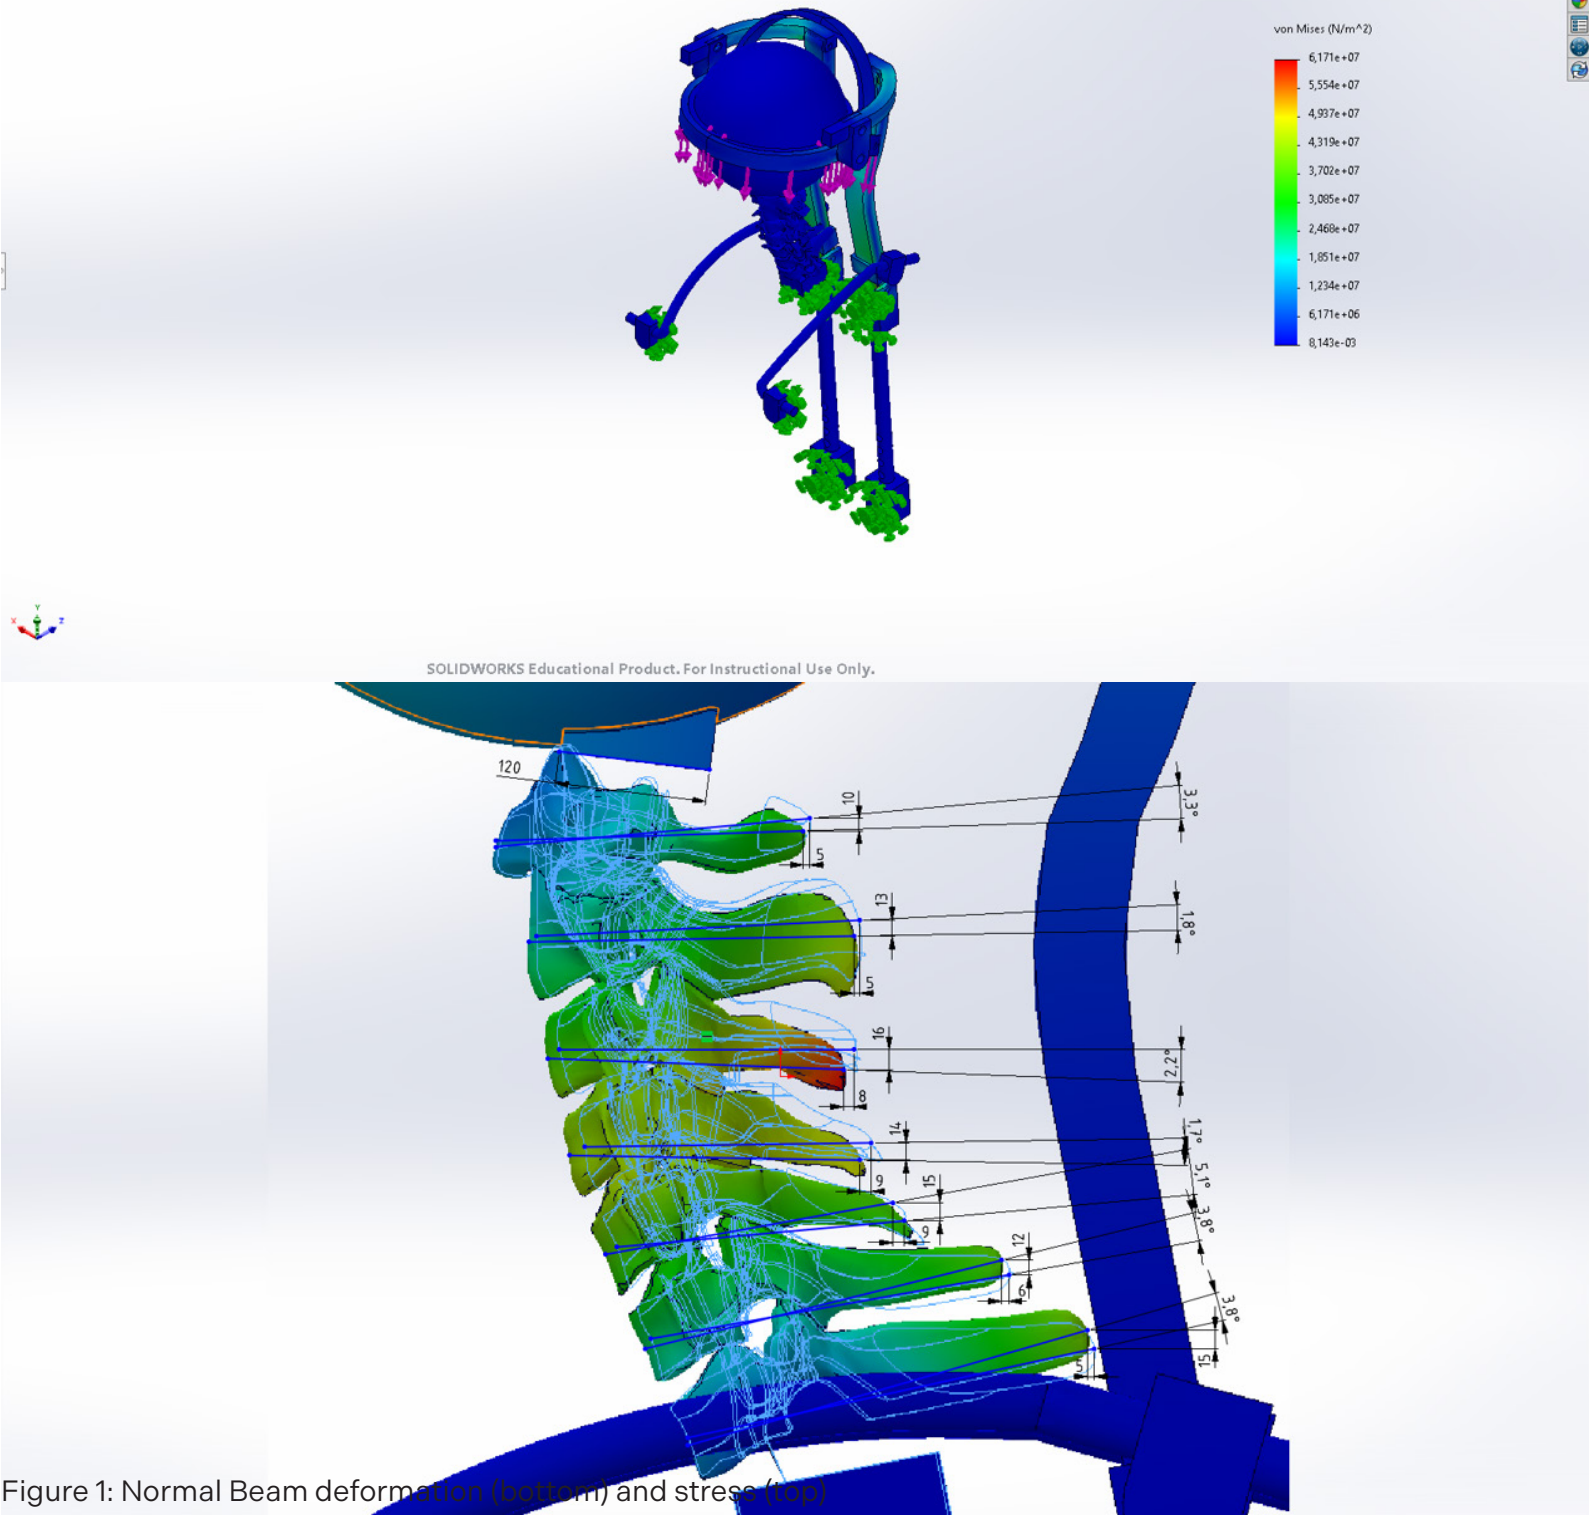 von Mises (N/m^2)
6,171e+07
5,554e+07
4,937e+07
4,319e+07
3,702e+07
3,085e+07
2,468e+07
1,851e+07
1,234e+07
6,171e+06
8,143e-03
Y
X
Z
SOLIDWORKS Educational Product. For Instructional Use Only.
120
10
3,3°
5
13
1,8°
5
16
2,2°
8
14
1,7°
9
15
5,1°
9
12
3,8°
6
3,8°
15
5
Figure 1: Normal Beam deformation (bottom) and stress (top)